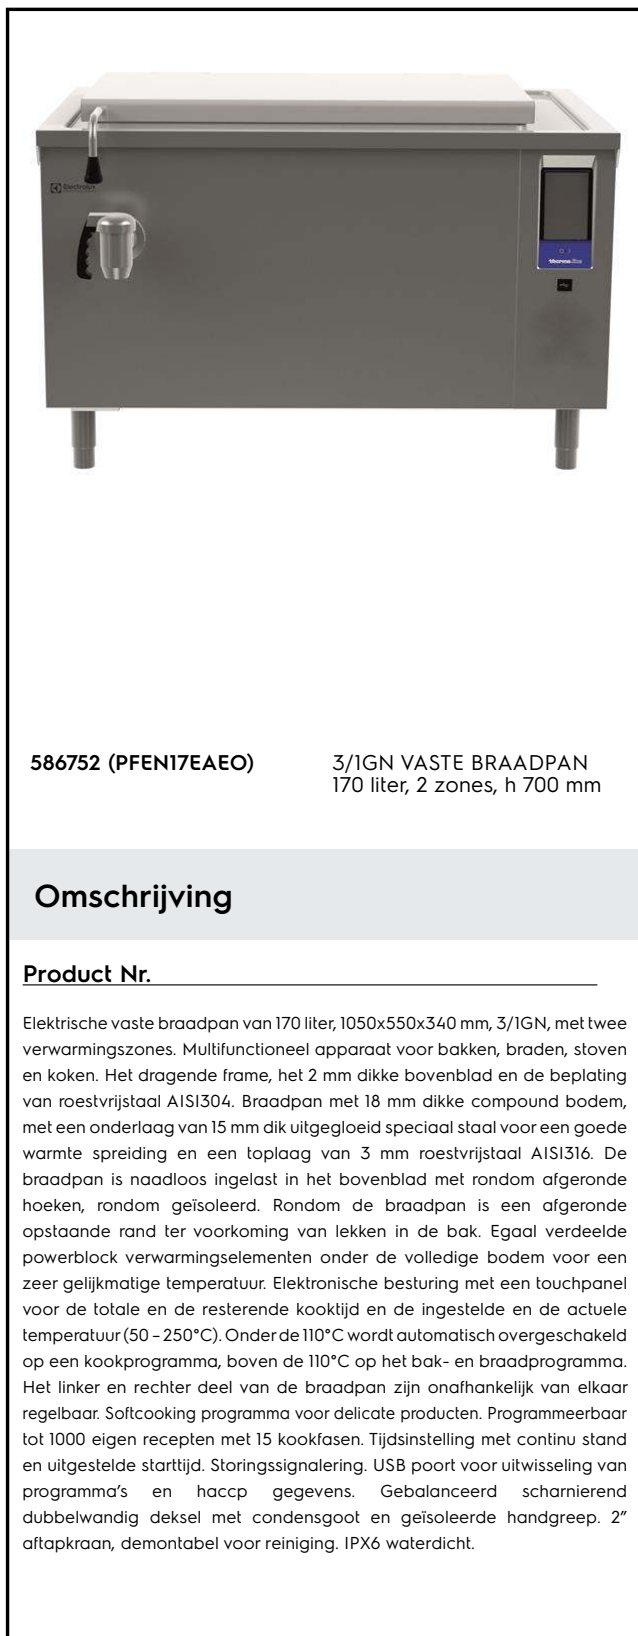 Electrolux
thermaline
586752 (PFEN17EAEO)
3/1GN VASTE BRAADPAN
170 liter, 2 zones, h 700 mm
Omschrijving
Product Nr.
Elektrische vaste braadpan van 170 liter, 1050x550x340 mm, 3/1GN, met twee
verwarmingszones. Multifunctioneel apparaat voor bakken, braden, stoven
en koken. Het dragende frame, het 2 mm dikke bovenblad en de beplating
van roestvrijstaal AISI304. Braadpan met 18 mm dikke compound bodem,
met een onderlaag van 15 mm dik uitgegloeid speciaal staal voor een goede
warmte spreiding en een toplaag van 3 mm roestvrijstaal AISI316. De
braadpan is naadloos ingelast in het bovenblad met rondom afgeronde
hoeken, rondom geïsoleerd. Rondom de braadpan is een afgeronde
opstaande rand ter voorkoming van lekken in de bak. Egaal verdeelde
powerblock verwarmingselementen onder de volledige bodem voor een
zeer gelijkmatige temperatuur. Elektronische besturing met een touchpanel
voor de totale en de resterende kooktijd en de ingestelde en de actuele
temperatuur (50 – 250°C). Onder de 110°C wordt automatisch overgeschakeld
op een kookprogramma, boven de 110°C op het bak- en braadprogramma.
Het linker en rechter deel van de braadpan zijn onafhankelijk van elkaar
regelbaar. Softcooking programma voor delicate producten. Programmeerbaar
tot 1000 eigen recepten met 15 kookfasen. Tijdsinstelling met continu stand
en uitgestelde starttijd. Storingssignalering. USB poort voor uitwisseling van
programma's en haccp gegevens. Gebalanceerd scharnierend
dubbelwandig deksel met condensgoot en geïsoleerde handgreep. 2"
aftapkraan, demontabel voor reiniging. IPX6 waterdicht.